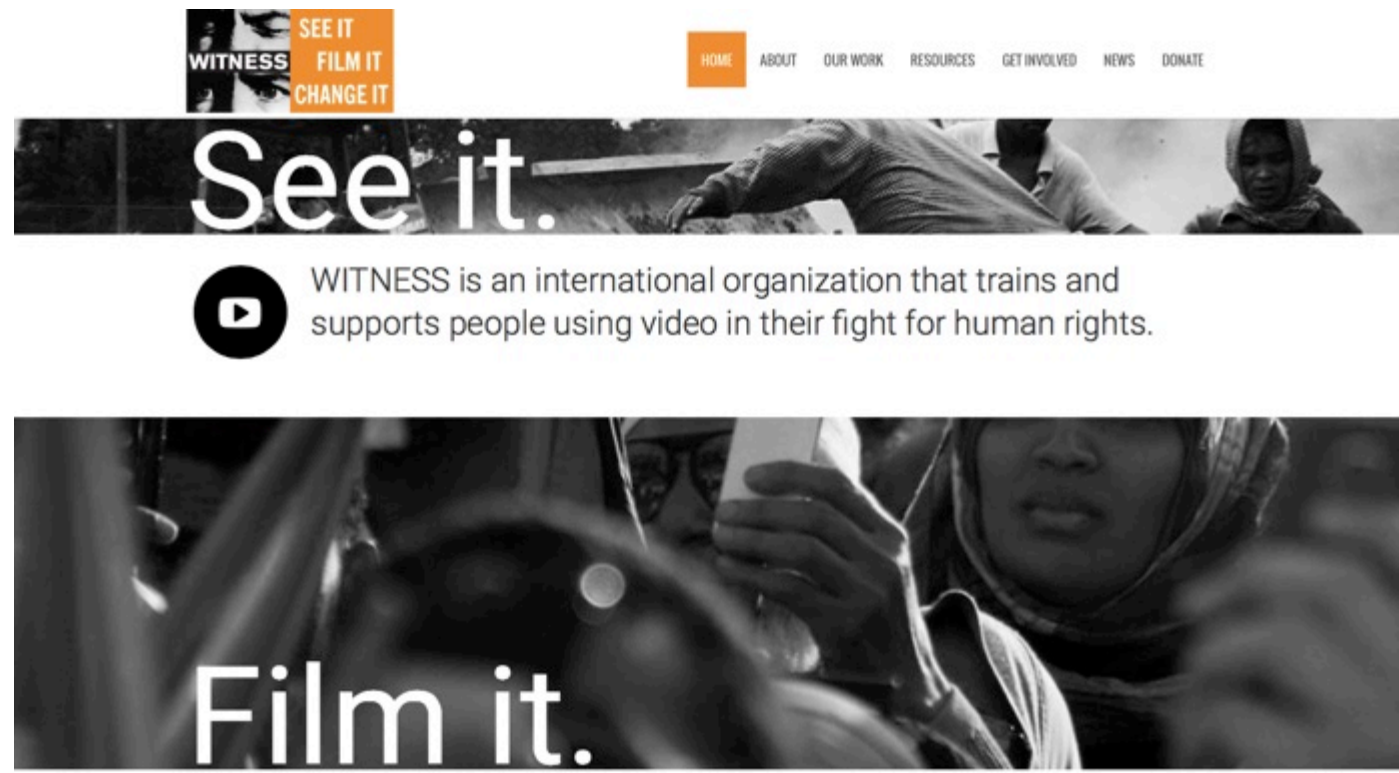 WITNESS
SEE IT
FILM IT
CHANGE IT
HOME ABOUT OUR WORK RESOURCES GET INVOLVED NEWS DONATE
See it.
WITNESS is an international organization that trains and
supports people using video in their fight for human rights.
Film it.